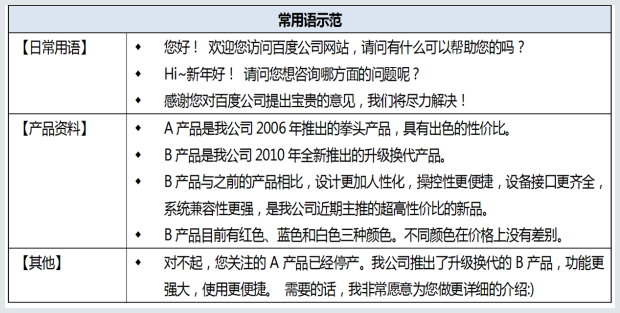 常用语示范
【日常用语】 ◆ 您好！ 欢迎您访问百度公司网站，请问有什么可以帮助您的吗？
◆ Hi~新年好！ 请问您想咨询哪方面的问题呢？
◆ 感谢您对百度公司提出宝贵的意见，我们将尽力解决！
【产品资料】 ◆ A 产品是我公司 2006 年推出的拳头产品，具有出色的性价比。
◆ B 产品是我公司 2010 年全新推出的升级换代产品。
◆ B 产品与之前的产品相比，设计更加人性化，操控性更便捷，设备接口更齐全，
系统兼容性更强，是我公司近期主推的超高性价比的新品。
◆ B 产品目前有红色、蓝色和白色三种颜色。不同颜色在价格上没有差别。
【其他】 ◆ 对不起，您关注的 A 产品已经停产。我公司推出了升级换代的 B 产品，功能更
强大，使用更便捷。 需要的话，我非常愿意为您做更详细的介绍:)